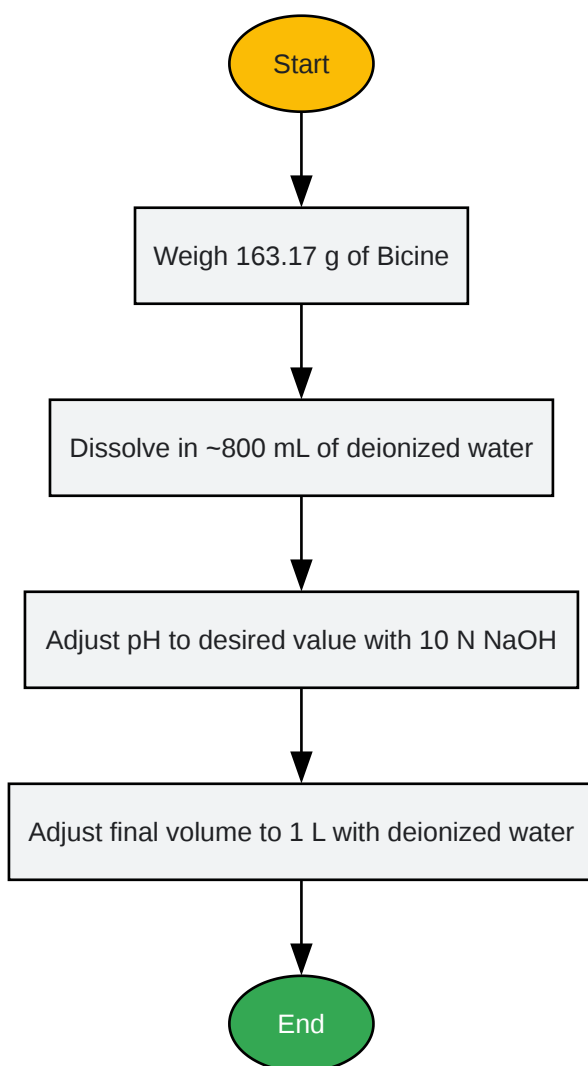 Start
Weigh 163.17 g of Bicine
Dissolve in ~800 mL of deionized water
Adjust pH to desired value with 10 N NaOH
Adjust final volume to 1 L with deionized water
End